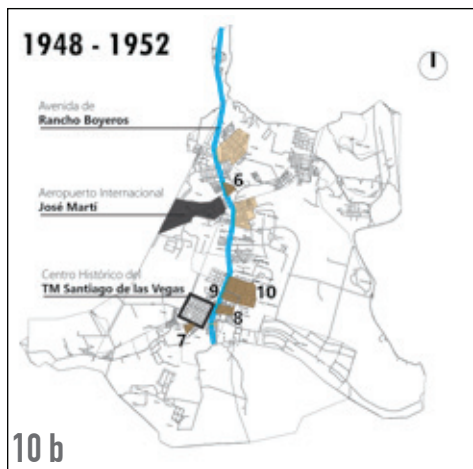 1948 - 1952
Avenida de
Rancho Boyeros
6
Aeropuerto Internacional
José Martí
Centro Histórico del
TM Santiago de las Vegas
9
10
8
7
10 b